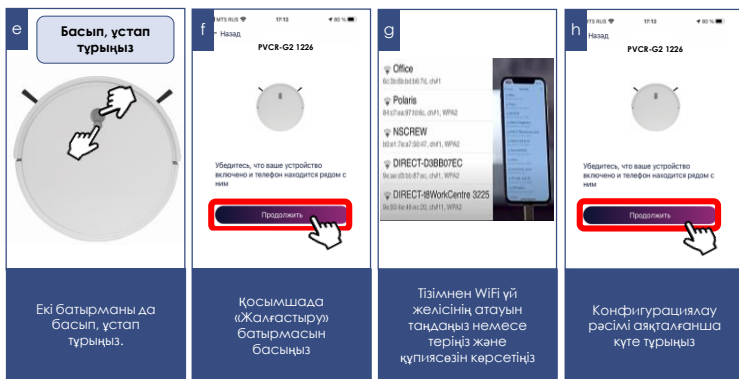 e
Басып, ұстап
тұрыңыз
Екі батырманы да
басып, ұстап
тұрыңыз.
f
MTS RUS 17:13 80 %
Назад
PVCR-G2 1226
Убедитесь, что ваше устройство
включено и телефон находится рядом с
ним
Продолжить
Қосымшада
«Жалғастыру»
батырмасын
басыңыз
g
Office
Polaris
NSCREW
DIRECT-D3BB07EC
DIRECT-t8WorkCentre 3225
Тізімнен WiFi үй
желісінің атауын
таңдаңыз немесе
теріңіз және
құпиясөзін көрсетіңіз
h
MTS RUS 17:13 80 %
Назад
PVCR-G2 1226
Убедитесь, что ваше устройство
включено и телефон находится рядом с
ним
Продолжить
Конфигурациялау
рәсімі аяқталғанша
күте тұрыңыз